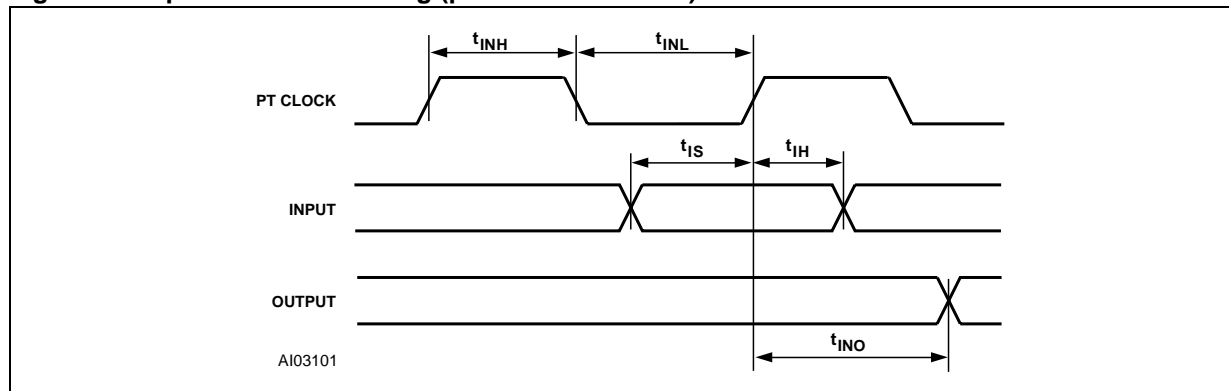 tINH tINL
PT CLOCK
tIS tIH
INPUT
OUTPUT
tINO
AI03101